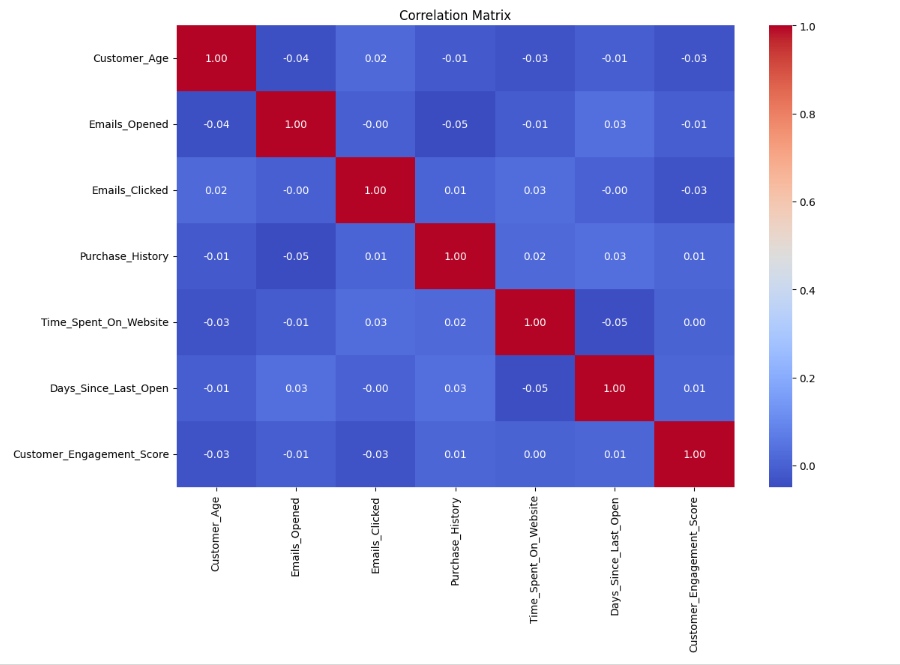 Correlation Matrix
Customer_Age 1.00 -0.04 0.02 -0.01 -0.03 -0.01 -0.03
Emails_Opened -0.04 1.00 -0.00 -0.05 -0.01 0.03 -0.01
Emails_Clicked 0.02 -0.00 1.00 0.01 0.03 -0.00 -0.03
Purchase_History -0.01 -0.05 0.01 1.00 0.02 0.03 0.01
Time_Spent_On_Website -0.03 -0.01 0.03 0.02 1.00 -0.05 0.00
Days_Since_Last_Open -0.01 0.03 -0.00 0.03 -0.05 1.00 0.01
Customer_Engagement_Score -0.03 -0.01 -0.03 0.01 0.00 0.01 1.00
Customer_Age
Emails_Opened
Emails_Clicked
Purchase_History
Time_Spent_On_Website
Days_Since_Last_Open
Customer_Engagement_Score
1.0
0.8
0.6
0.4
0.2
0.0